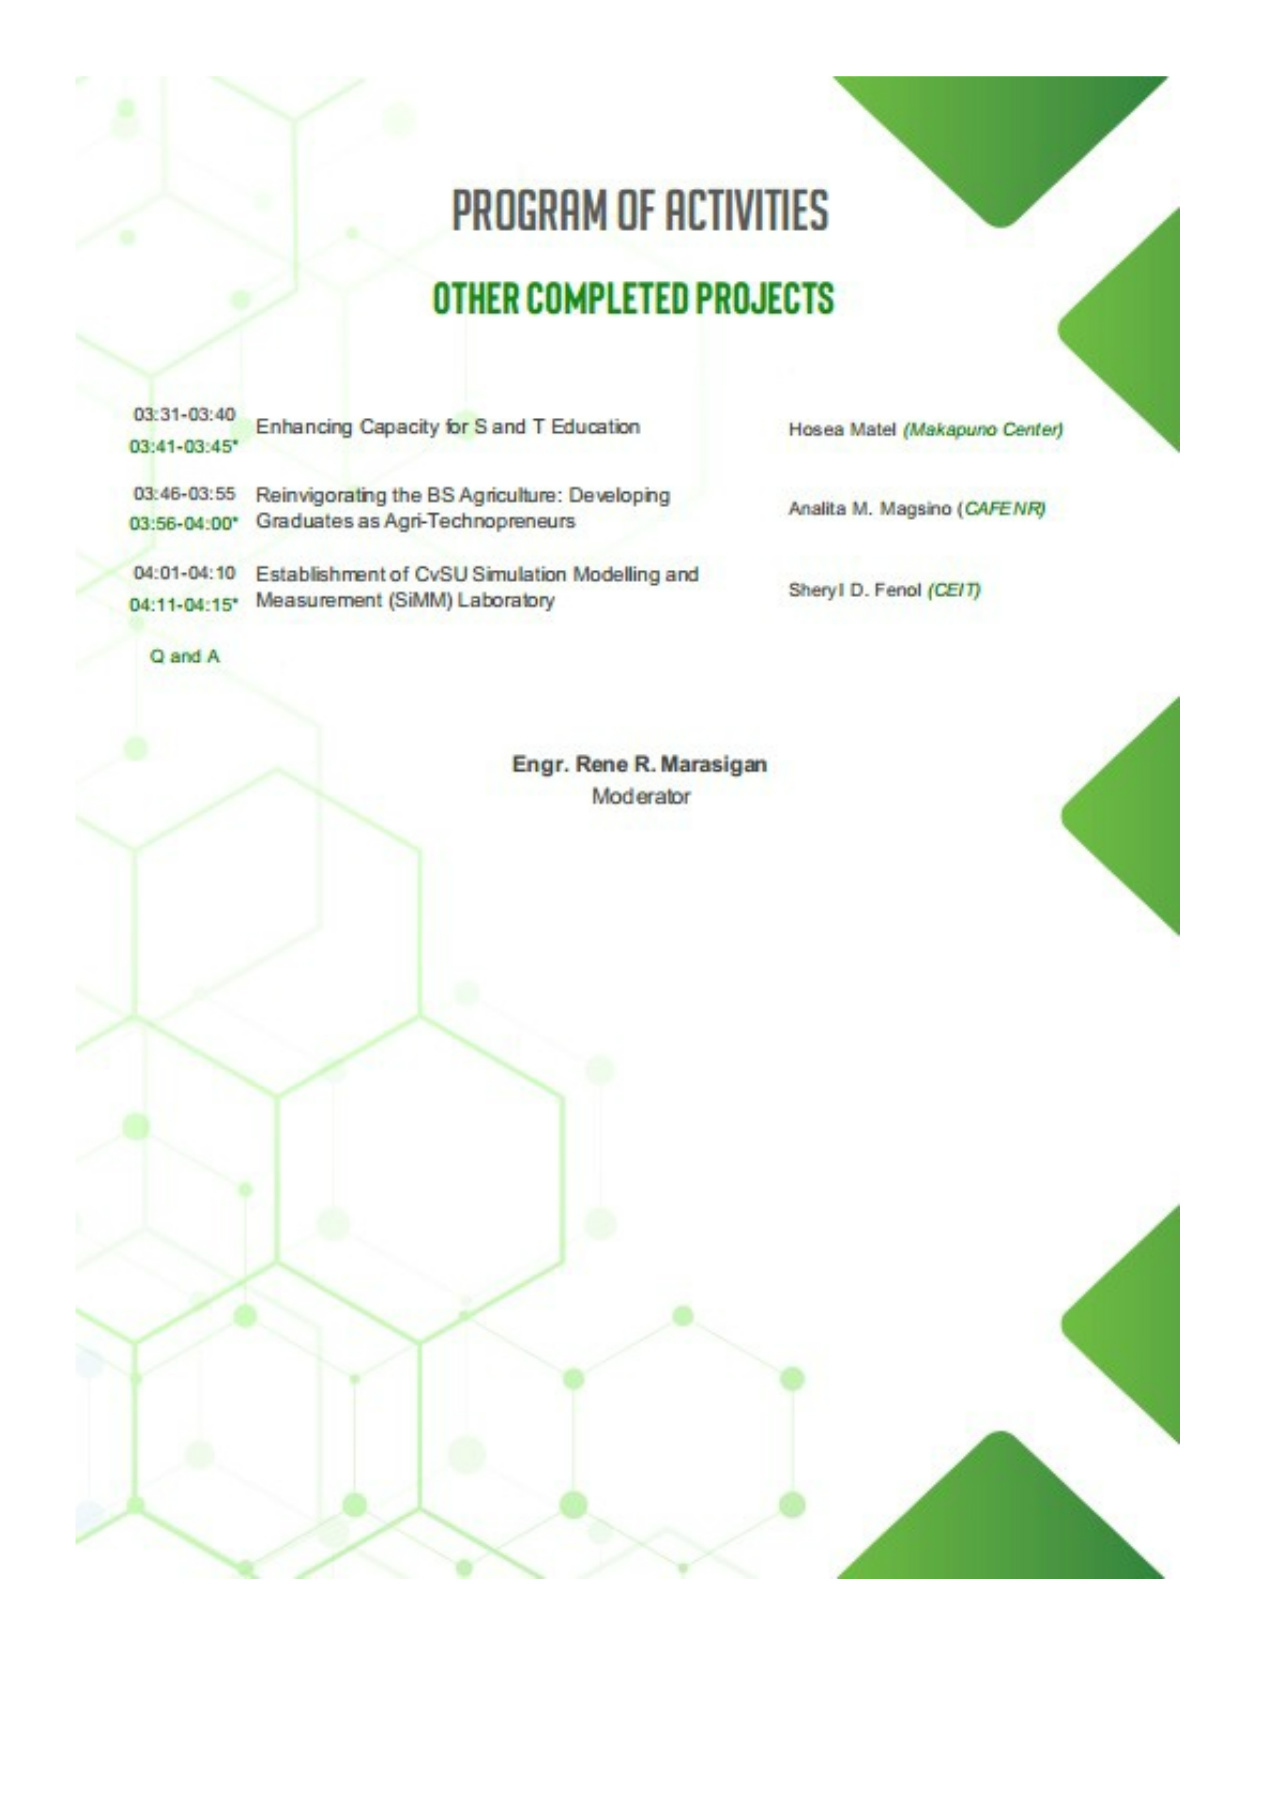 PROGRAM OF ACTIVITIES
OTHER COMPLETED PROJECTS
03:31-03:40
03:41-03:45*
Enhancing Capacity for S and T Education
Hosea Matel (Makapuno Center)
03:46-03:55
03:56-04:00*
Reinvigorating the BS Agriculture: Developing
Graduates as Agri-Technopreneurs
Analita M. Magsino (CAFENR)
04:01-04:10
04:11-04:15*
Establishment of CvSU Simulation Modelling and
Measurement (SiMM) Laboratory
Sheryll D. Fenol (CEIT)
Q and A
Engr. Rene R. Marasigan
Moderator